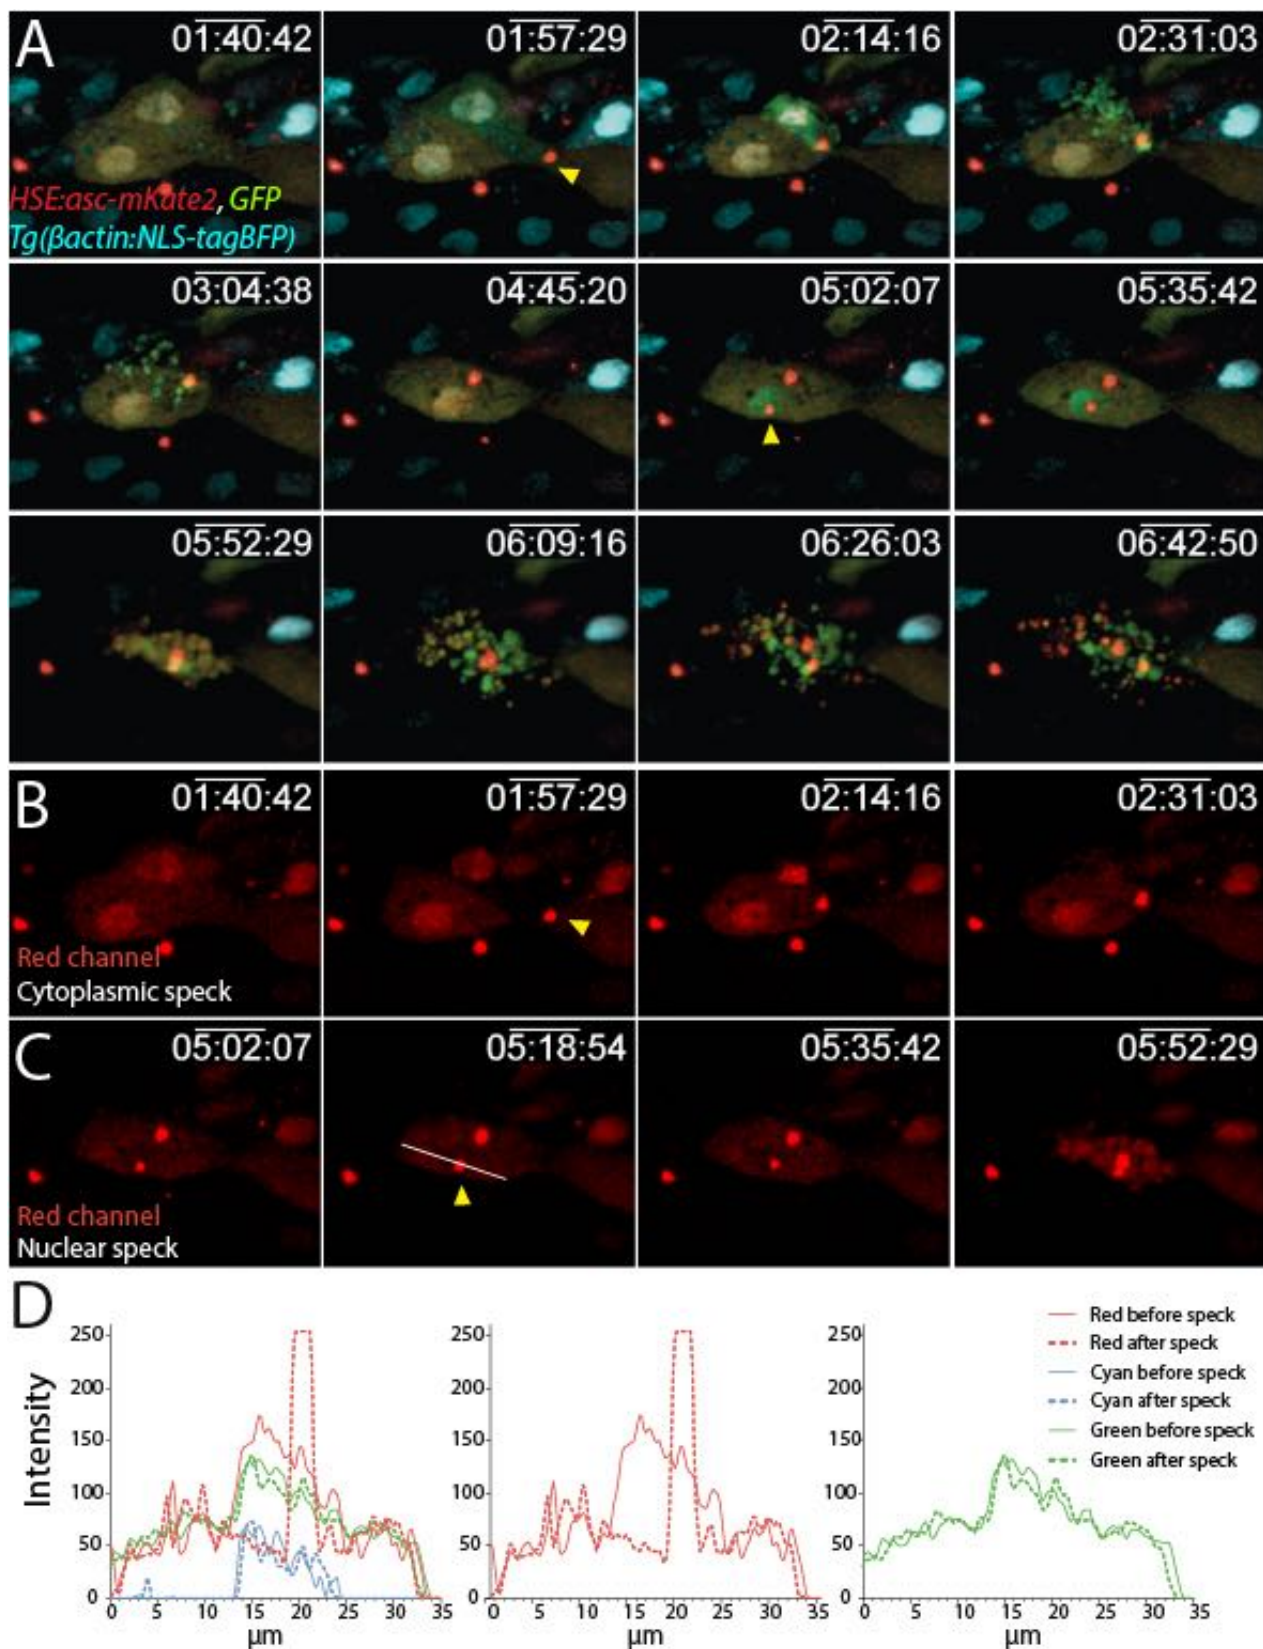 A
01:40:42
01:57:29
02:14:16
02:31:03
HSE:asc-mKate2, GFP
Tg(βactin:NLS-tagBFP)
03:04:38
04:45:20
05:02:07
05:35:42
05:52:29
06:09:16
06:26:03
06:42:50
B
01:40:42
01:57:29
02:14:16
02:31:03
Red channel
Cytoplasmic speck
C
05:02:07
05:18:54
05:35:42
05:52:29
Red channel
Nuclear speck
D
Intensity
250
200
150
100
50
0
0 5 10 15 20 25 30 35
μm
250
200
150
100
50
0
0 5 10 15 20 25 30 35
μm
250
200
150
100
50
0
0 5 10 15 20 25 30 35
μm
Red before speck
Red after speck
Cyan before speck
Cyan after speck
Green before speck
Green after speck